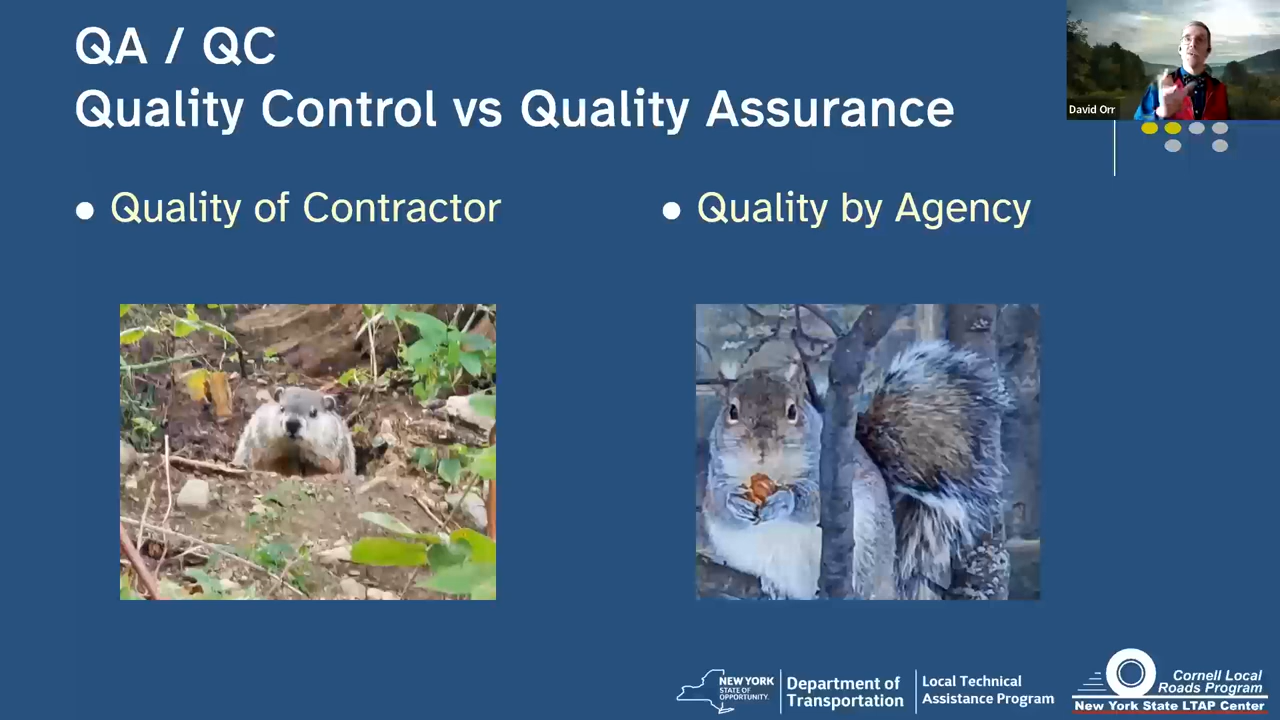 QA / QC
Quality Control vs Quality Assurance
David Orr
Quality of Contractor
Quality by Agency
NEW YORK
STATE OF
OPPORTUNITY.
Department of
Transportation
Local Technical
Assistance Program
Cornell Local
Roads Program
New York State LTAP Center